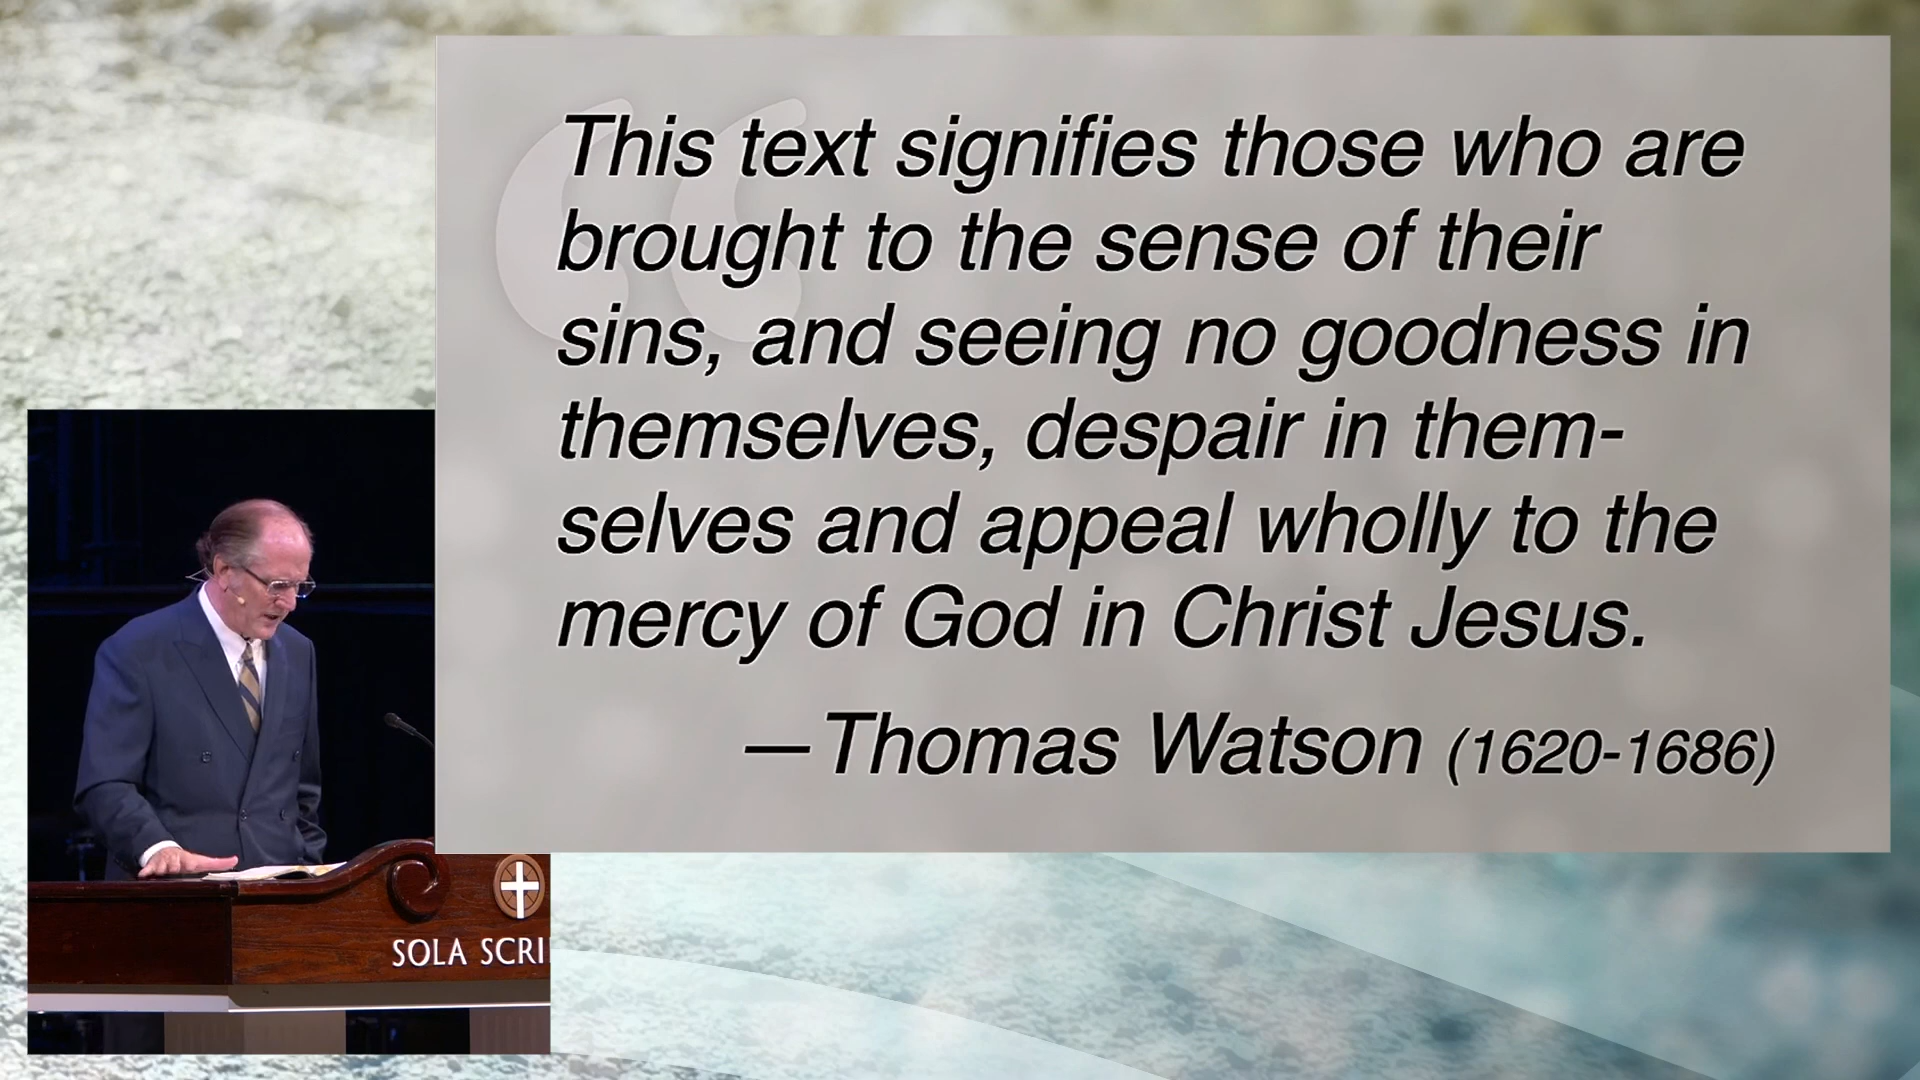 This text signifies those who are
brought to the sense of their
sins, and seeing no goodness in
themselves, despair in them-
selves and appeal wholly to the
mercy of God in Christ Jesus.
—Thomas Watson (1620-1686)
SOLA SCRI